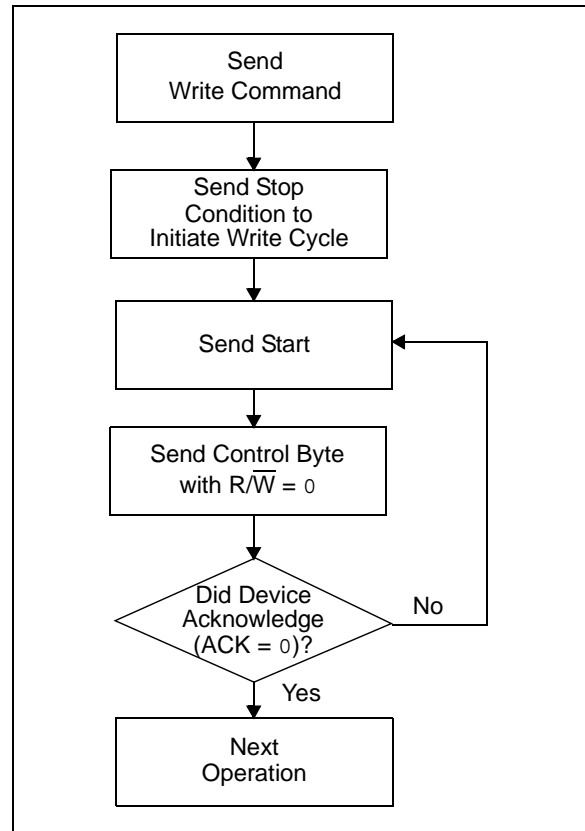 Send
Write Command
Send Stop
Condition to
Initiate Write Cycle
Send Start
Send Control Byte
with R/W̅ = 0
Did Device
Acknowledge
(ACK = 0)?
No
Yes
Next
Operation